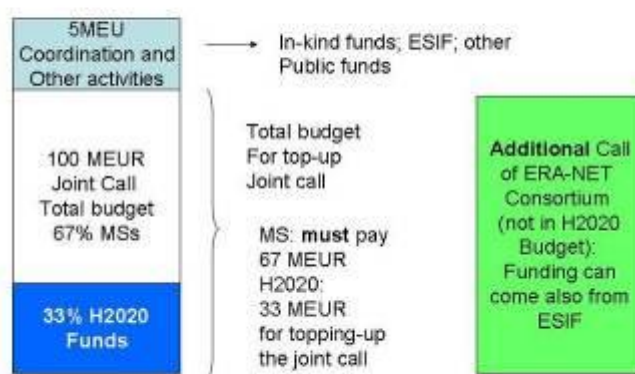 5MEU
Coordination and
Other activities
In-kind funds; ESIF; other
Public funds
100 MEUR
Joint Call
Total budget
67% MSs
Total budget
For top-up
Joint call
MS: must pay
67 MEUR
H2020:
33 MEUR
for topping-up
the joint call
33% H2020
Funds
Additional Call
of ERA-NET
Consortium
(not in H2020
Budget):
Funding can
come also from
ESIF